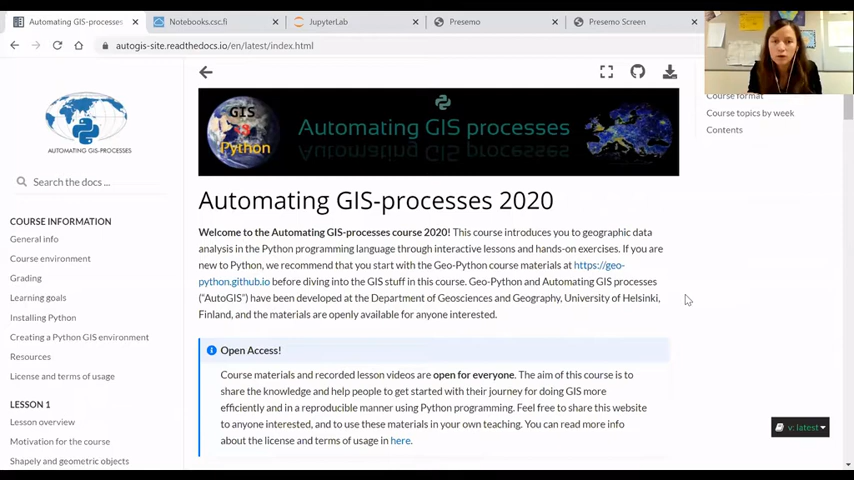 Automating GIS-processes
Notebooks.csc.fi
JupyterLab
Presemo
Presemo Screen
autogis-site.readthedocs.io/en/latest/index.html
AUTOMATING GIS-PROCESSES
Search the docs ...
COURSE INFORMATION
General info
Course environment
Grading
Learning goals
Installing Python
Creating a Python GIS environment
Resources
License and terms of usage
LESSON 1
Lesson overview
Motivation for the course
Shapely and geometric objects
GIS
Python
Automating GIS processes
Automating GIS-processes 2020
Welcome to the Automating GIS-processes course 2020! This course introduces you to geographic data
analysis in the Python programming language through interactive lessons and hands-on exercises. If you are
new to Python, we recommend that you start with the Geo-Python course materials at https://geo-
python.github.io before diving into the GIS stuff in this course. Geo-Python and Automating GIS processes
("AutoGIS") have been developed at the Department of Geosciences and Geography, University of Helsinki,
Finland, and the materials are openly available for anyone interested.
Open Access!
Course materials and recorded lesson videos are open for everyone. The aim of this course is to
share the knowledge and help people to get started with their journey for doing GIS more
efficiently and in a reproducible manner using Python programming. Feel free to share this website
to anyone interested, and to use these materials in your own teaching. You can read more info
about the license and terms of usage in here.
Course format
Course topics by week
Contents
v: latest